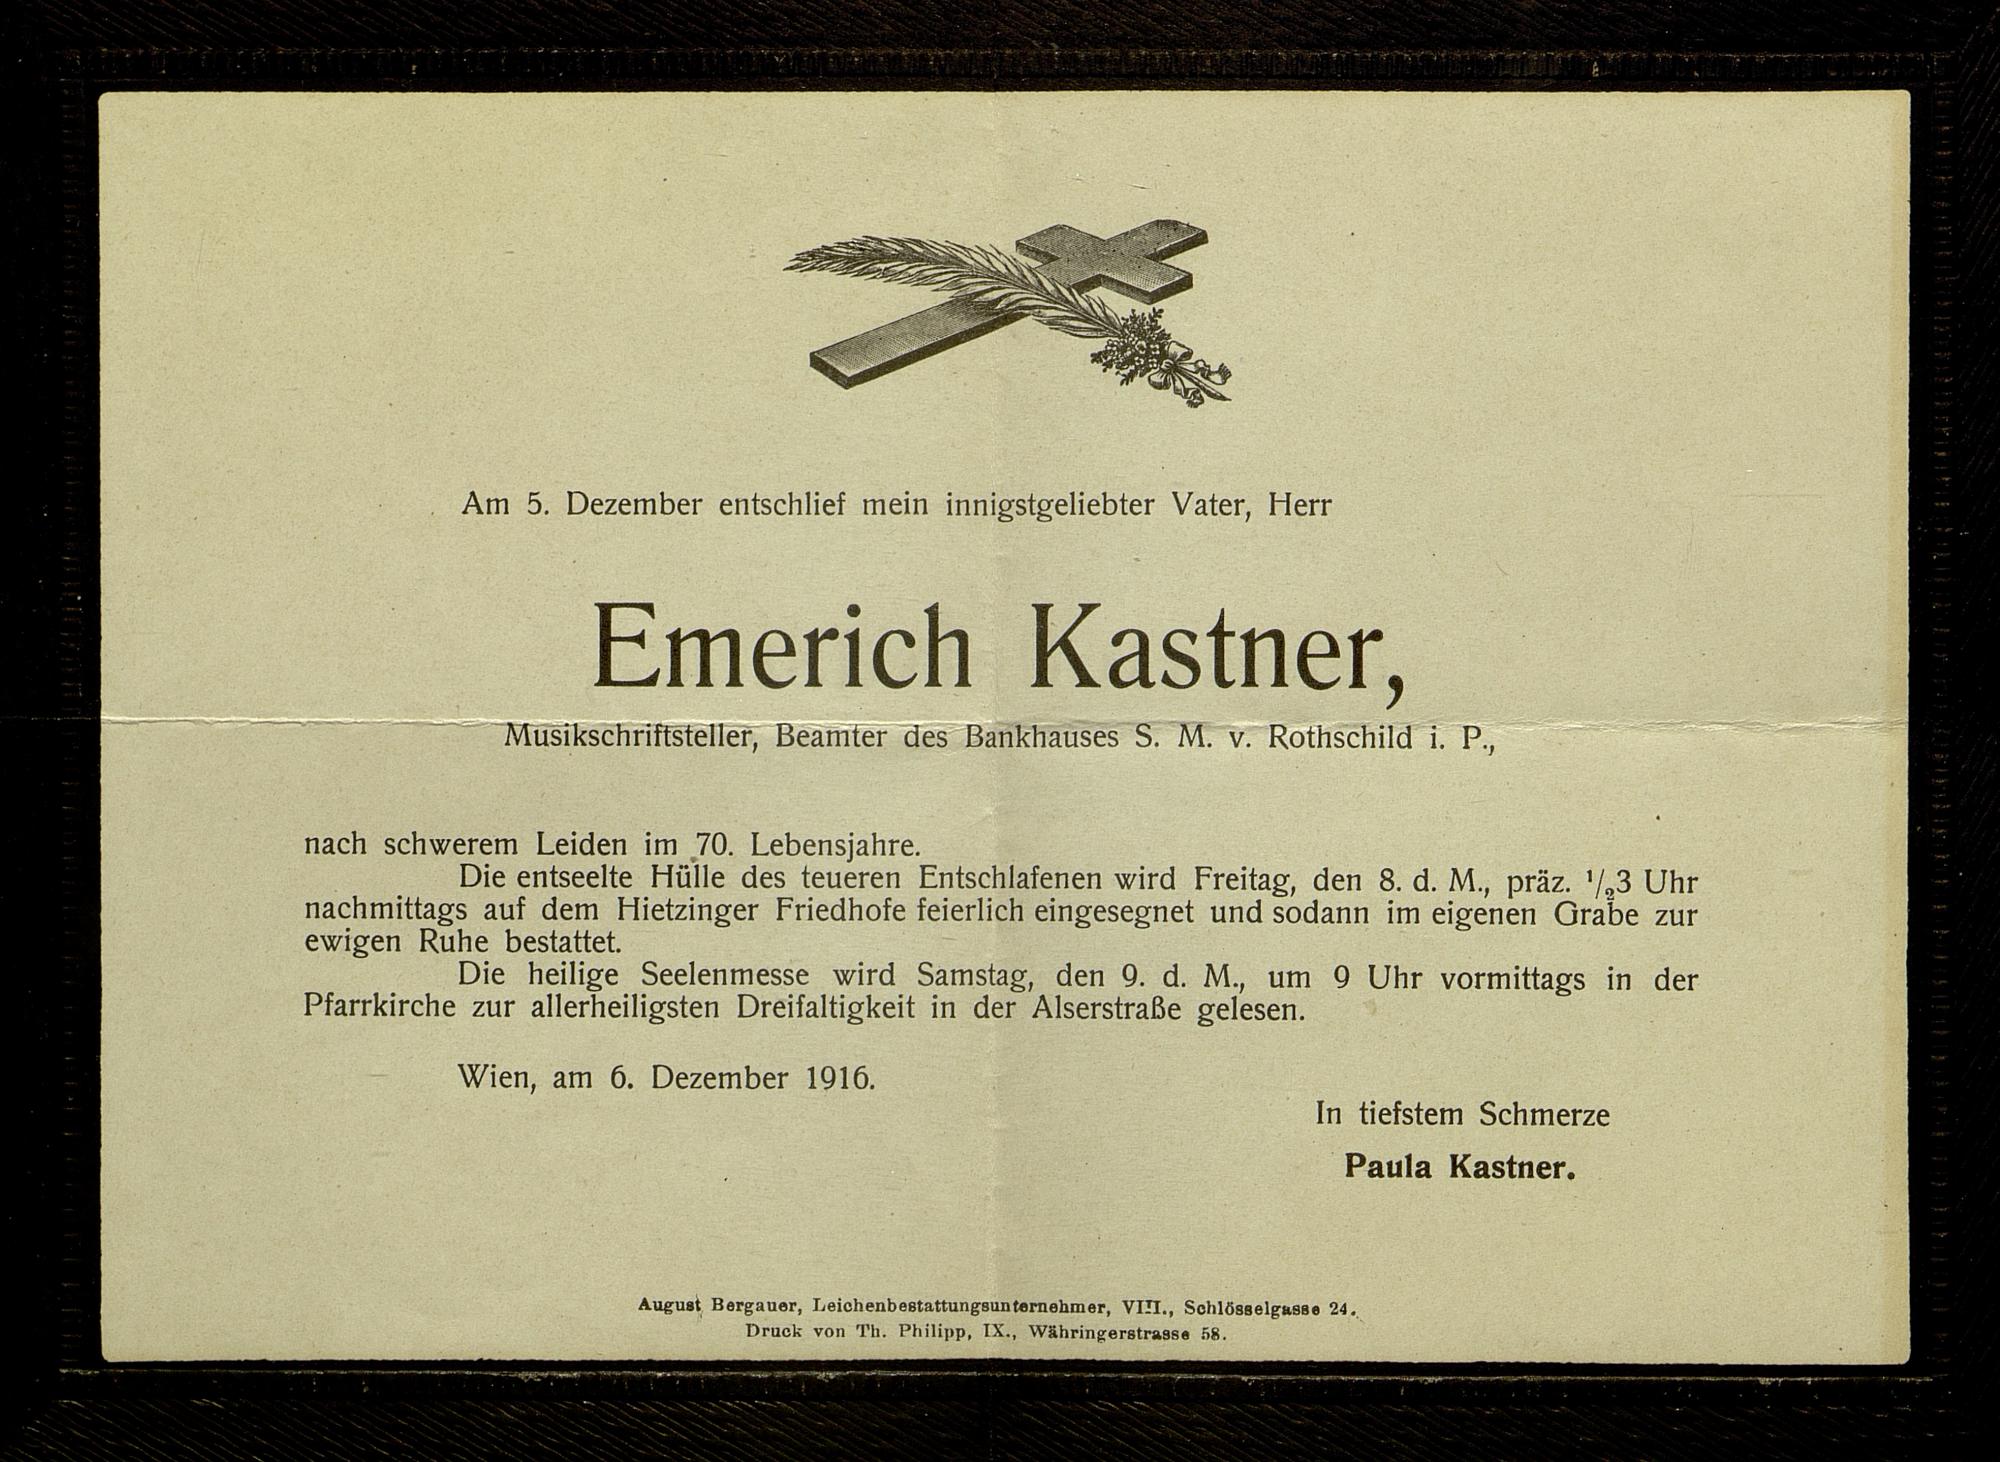 Am 5. Dezember entschlief mein innigstgeliebter Vater, Herr
Emerich Kastner,
Musikschriftsteller, Beamter des Bankhauses S. M. v. Rothschild i. P.,
nach schwerem Leiden im 70. Lebensjahre.
Die entseelte Hülle des teueren Entschlafenen wird Freitag, den 8. d. M., präz. 1/23 Uhr
nachmittags auf dem Hietzinger Friedhofe feierlich eingesegnet und sodann im eigenen Grabe zur
ewigen Ruhe bestattet.
Die heilige Seelenmesse wird Samstag, den 9. d. M., um 9 Uhr vormittags in der
Pfarrkirche zur allerheiligsten Dreifaltigkeit in der Alserstraße gelesen.
Wien, am 6. Dezember 1916.
In tiefstem Schmerze
Paula Kastner.
August Bergauer, Leichenbestattungsunternehmer, VIII., Schlösselgasse 24.
Druck von Th. Philipp, IX., Währingerstrasse 58.